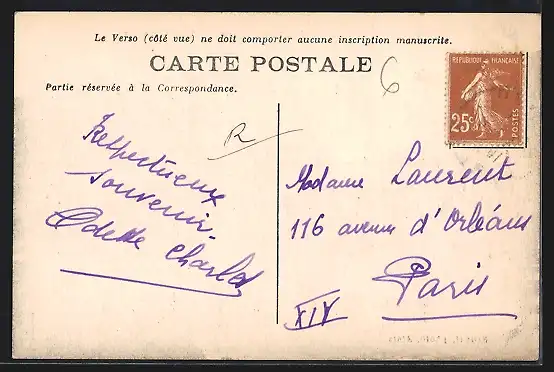 Le Verso (côté vue) ne doit comporter aucune inscription manuscrite.
CARTE POSTALE
Partie réservée à la Correspondance.
6
R
RÉPUBLIQUE FRANÇAISE
25c
POSTES
Respectueux
souvenir.
Odette Charlot
Madame Laurent
116 avenue d'Orléans
Paris
XIV